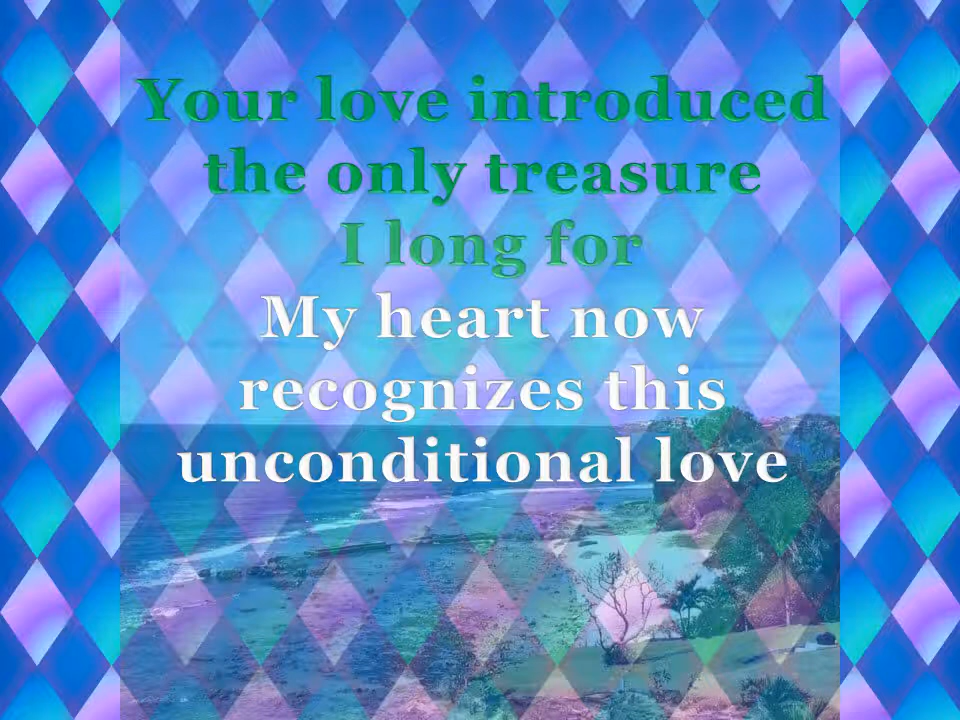 Your love introduced
the only treasure
I long for
My heart now
recognizes this
unconditional love